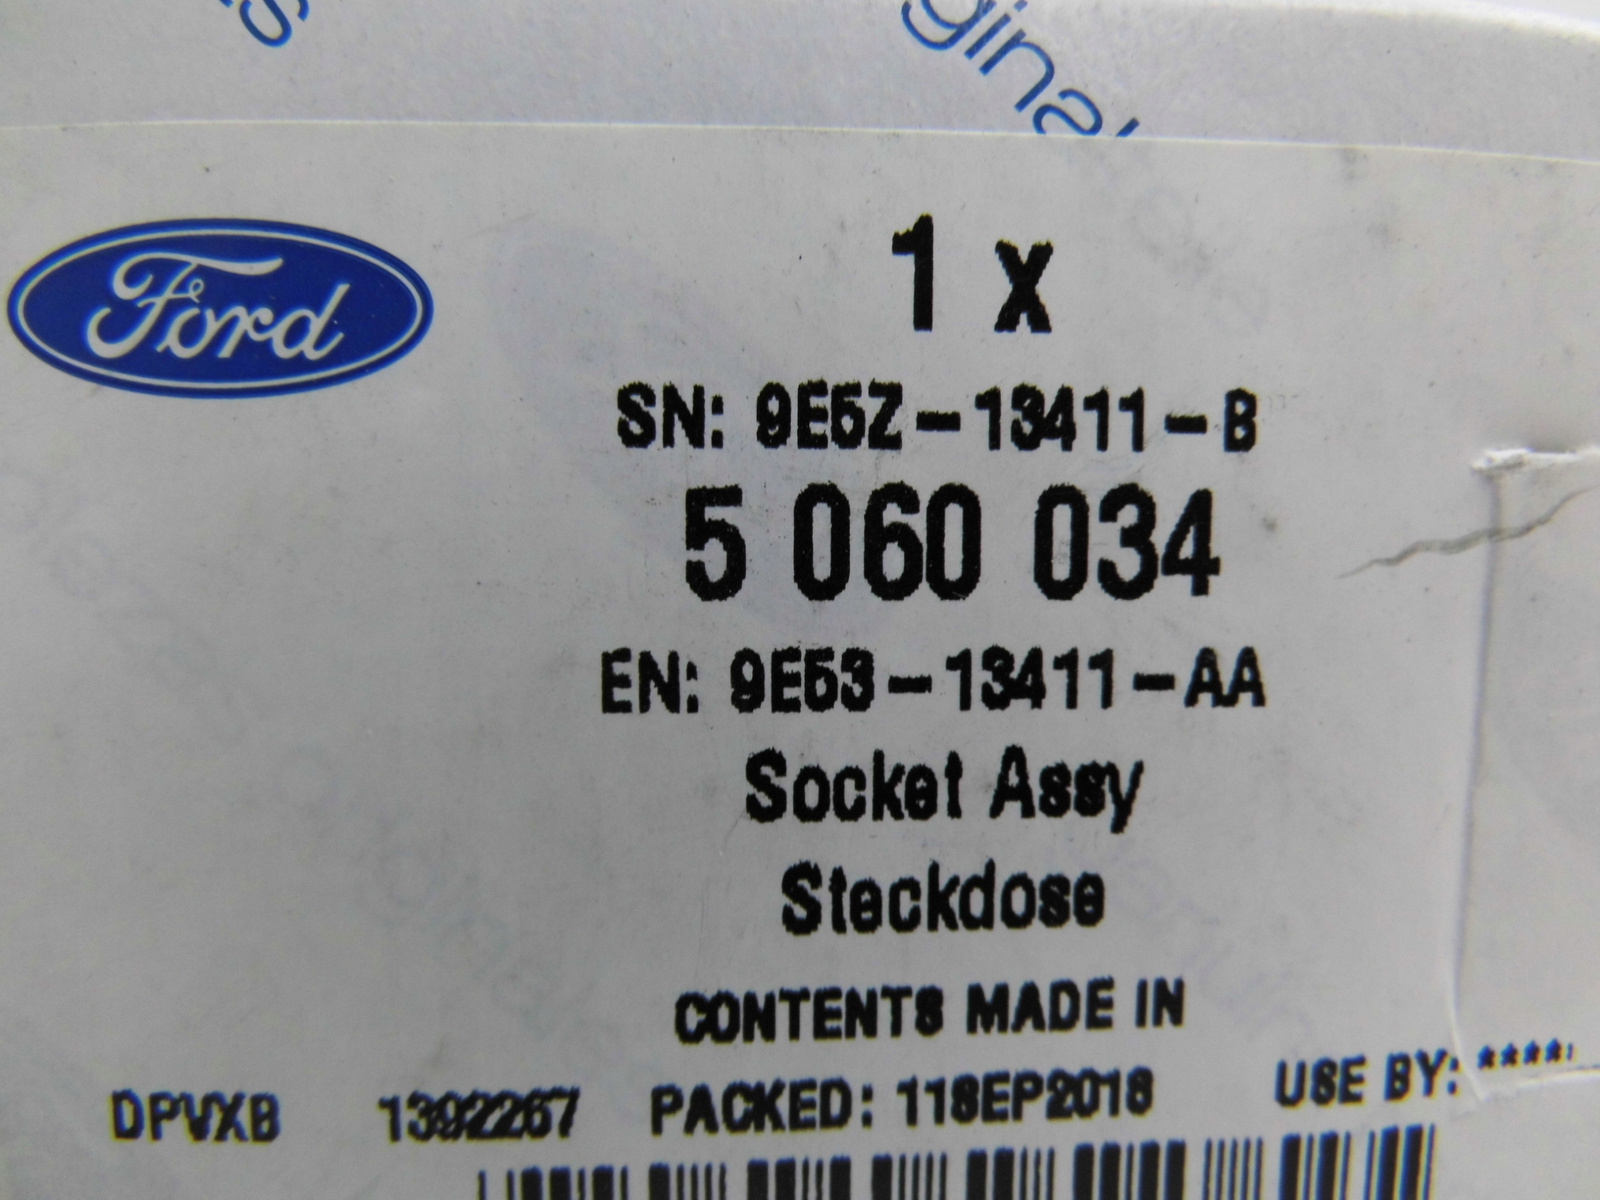 ginal
Ford
1 x
SN: 9E5Z-13411-B
5 060 034
EN: 9E53-13411-AA
Socket Assy
Steckdose
CONTENTS MADE IN
DPVXB 1392267 PACKED: 11SEP2018 USE BY: ****